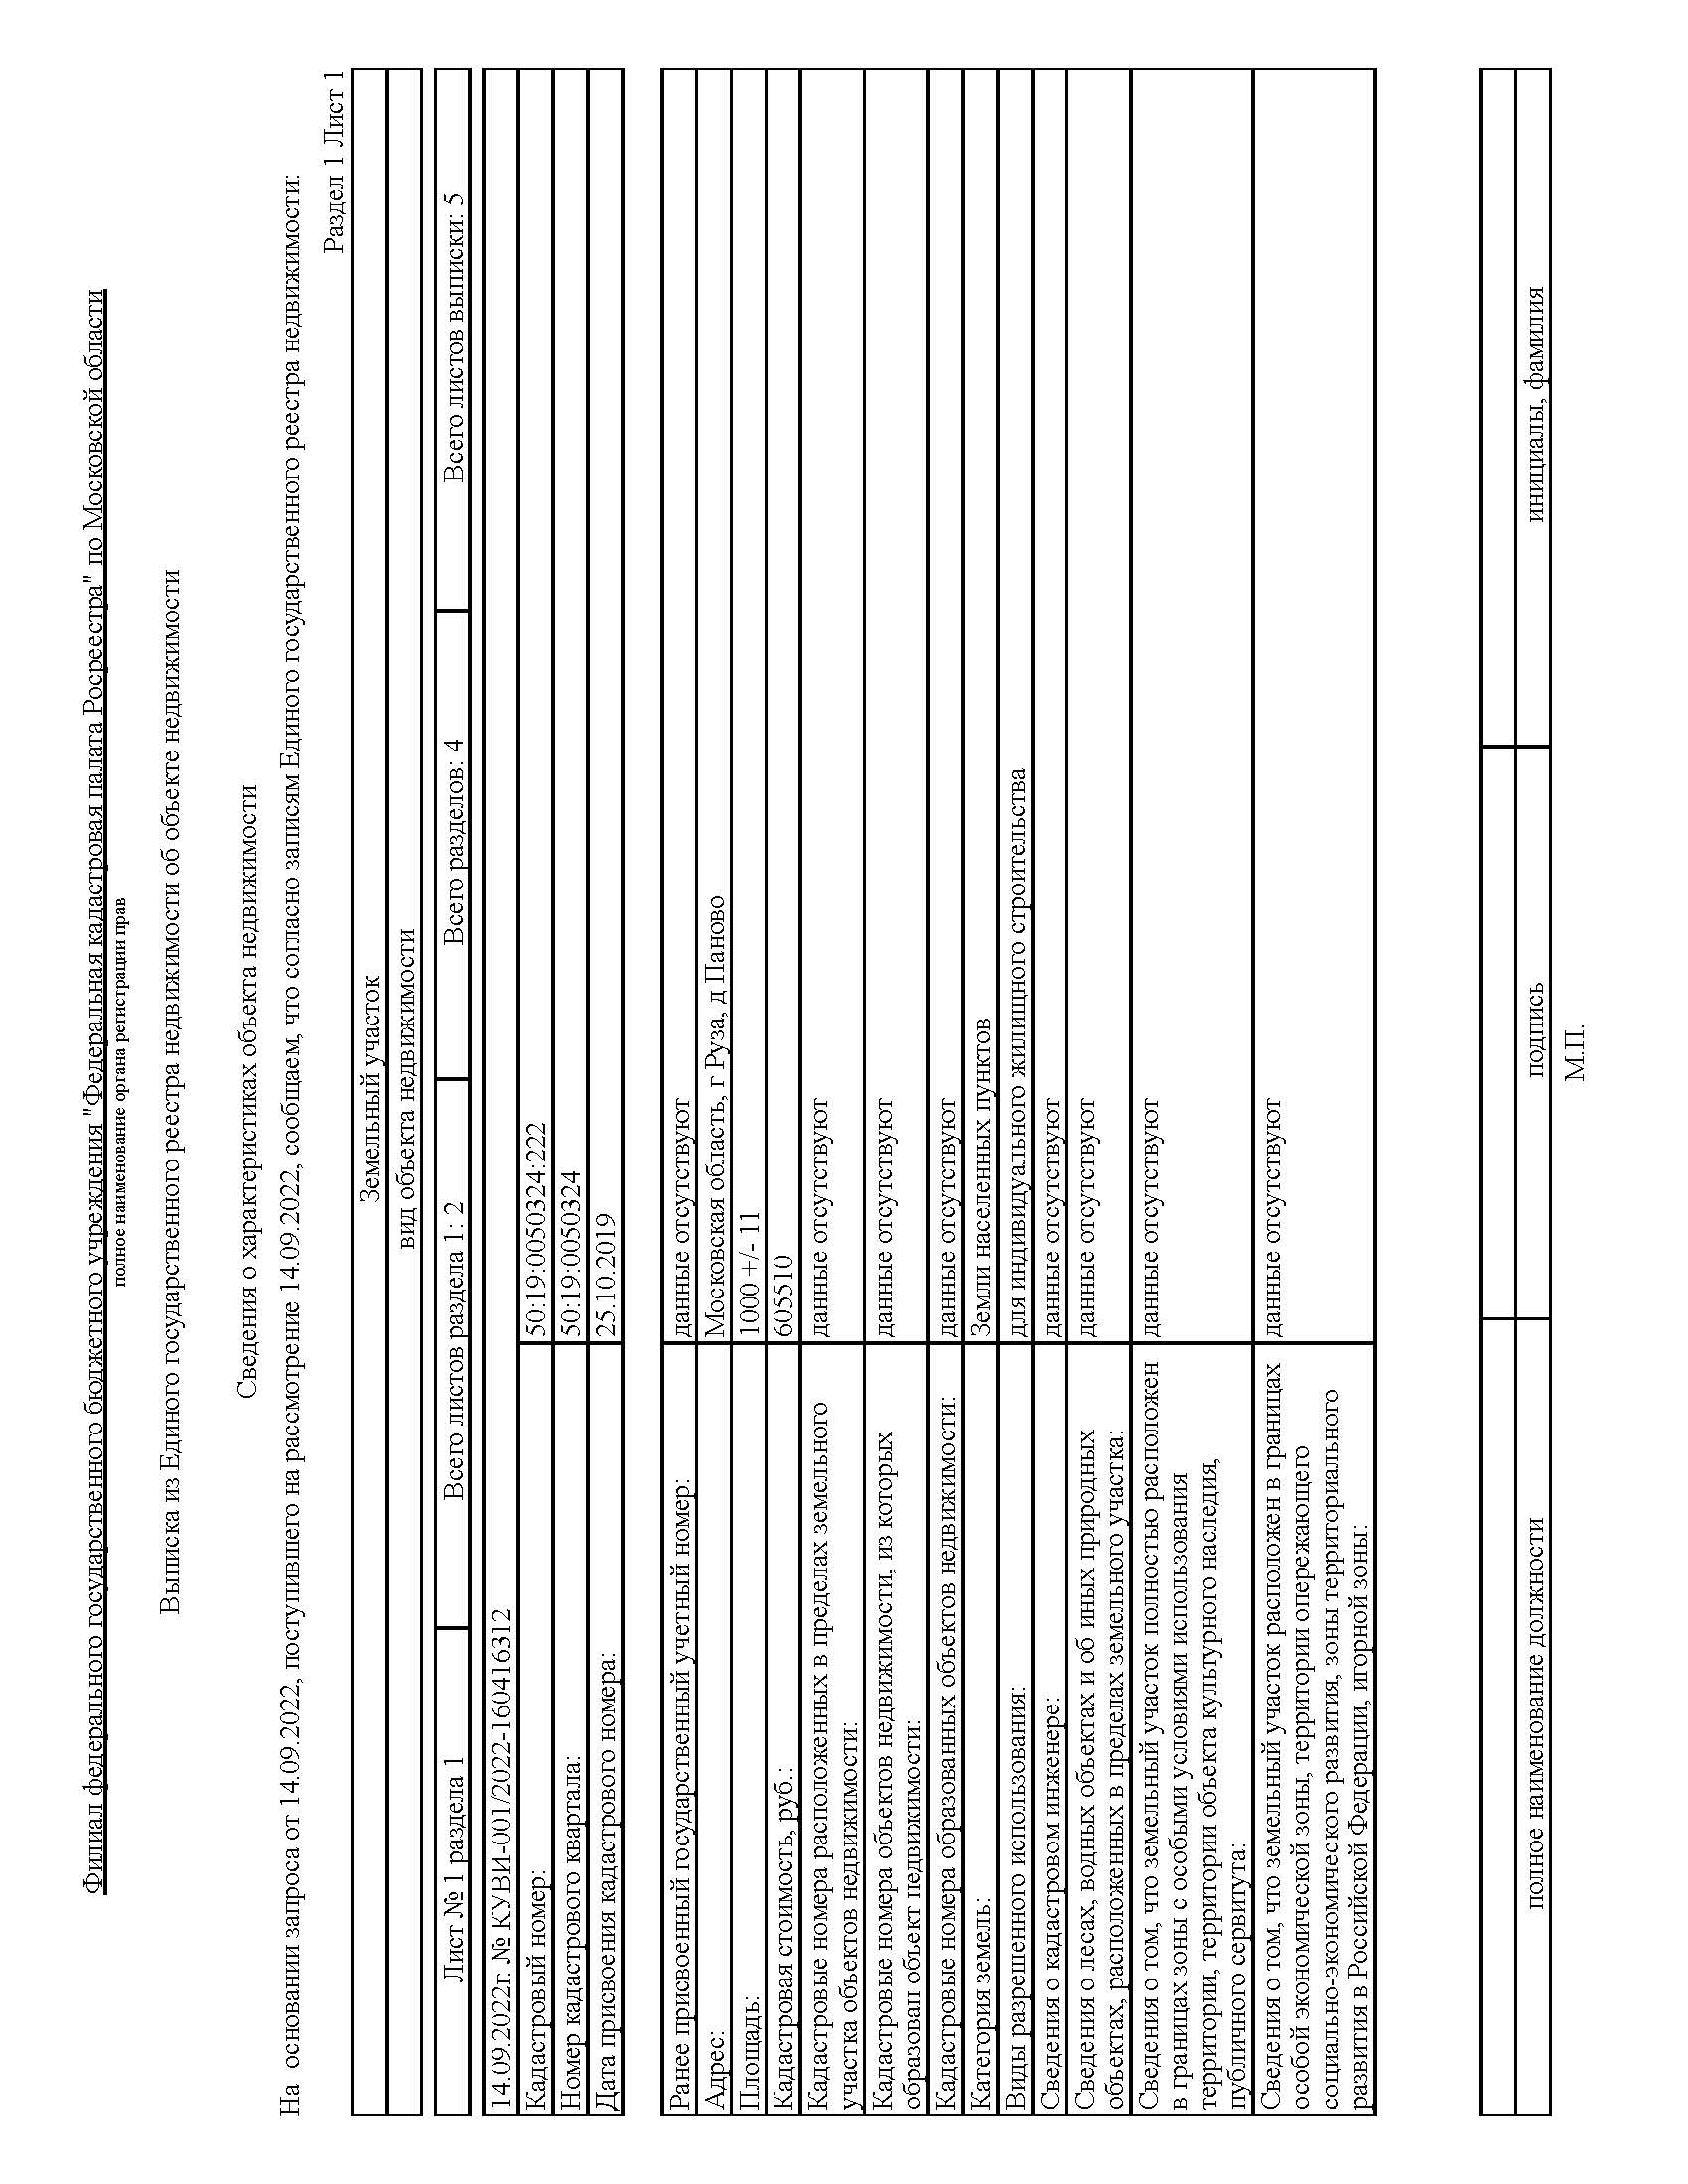 Филиал федерального государственного бюджетного учреждения "Федеральная кадастровая палата Росреестра" по Московской области
полное наименование органа регистрации прав
Выписка из Единого государственного реестра недвижимости об объекте недвижимости
Сведения о характеристиках объекта недвижимости
На основании запроса от 14.09.2022, поступившего на рассмотрение 14.09.2022, сообщаем, что согласно записям Единого государственного реестра недвижимости:
Раздел 1 Лист 1
Земельный участок
вид объекта недвижимости
Лист № 1 раздела 1 Всего листов раздела 1: 2 Всего разделов: 4 Всего листов выписки: 5
14.09.2022г. № КУВИ-001/2022-160416312
Кадастровый номер: 50:19:0050324:222
Номер кадастрового квартала: 50:19:0050324
Дата присвоения кадастрового номера: 25.10.2019
Ранее присвоенный государственный учетный номер: данные отсутствуют
Адрес: Московская область, г Руза, д Паново
Площадь: 1000 +/- 11
Кадастровая стоимость, руб.: 605510
Кадастровые номера расположенных в пределах земельного данные отсутствуют
участка объектов недвижимости:
Кадастровые номера объектов недвижимости, из которых данные отсутствуют
образован объект недвижимости:
Кадастровые номера образованных объектов недвижимости: данные отсутствуют
Категория земель: Земли населенных пунктов
Виды разрешенного использования: для индивидуального жилищного строительства
Сведения о кадастровом инженере: данные отсутствуют
Сведения о лесах, водных объектах и об иных природных данные отсутствуют
объектах, расположенных в пределах земельного участка:
Сведения о том, что земельный участок полностью расположен данные отсутствуют
в границах зоны с особыми условиями использования
территории, территории объекта культурного наследия,
публичного сервитута:
Сведения о том, что земельный участок расположен в границах данные отсутствуют
особой экономической зоны, территории опережающего
социально-экономического развития, зоны территориального
развития в Российской Федерации, игорной зоны:
полное наименование должности подпись инициалы, фамилия
М.П.